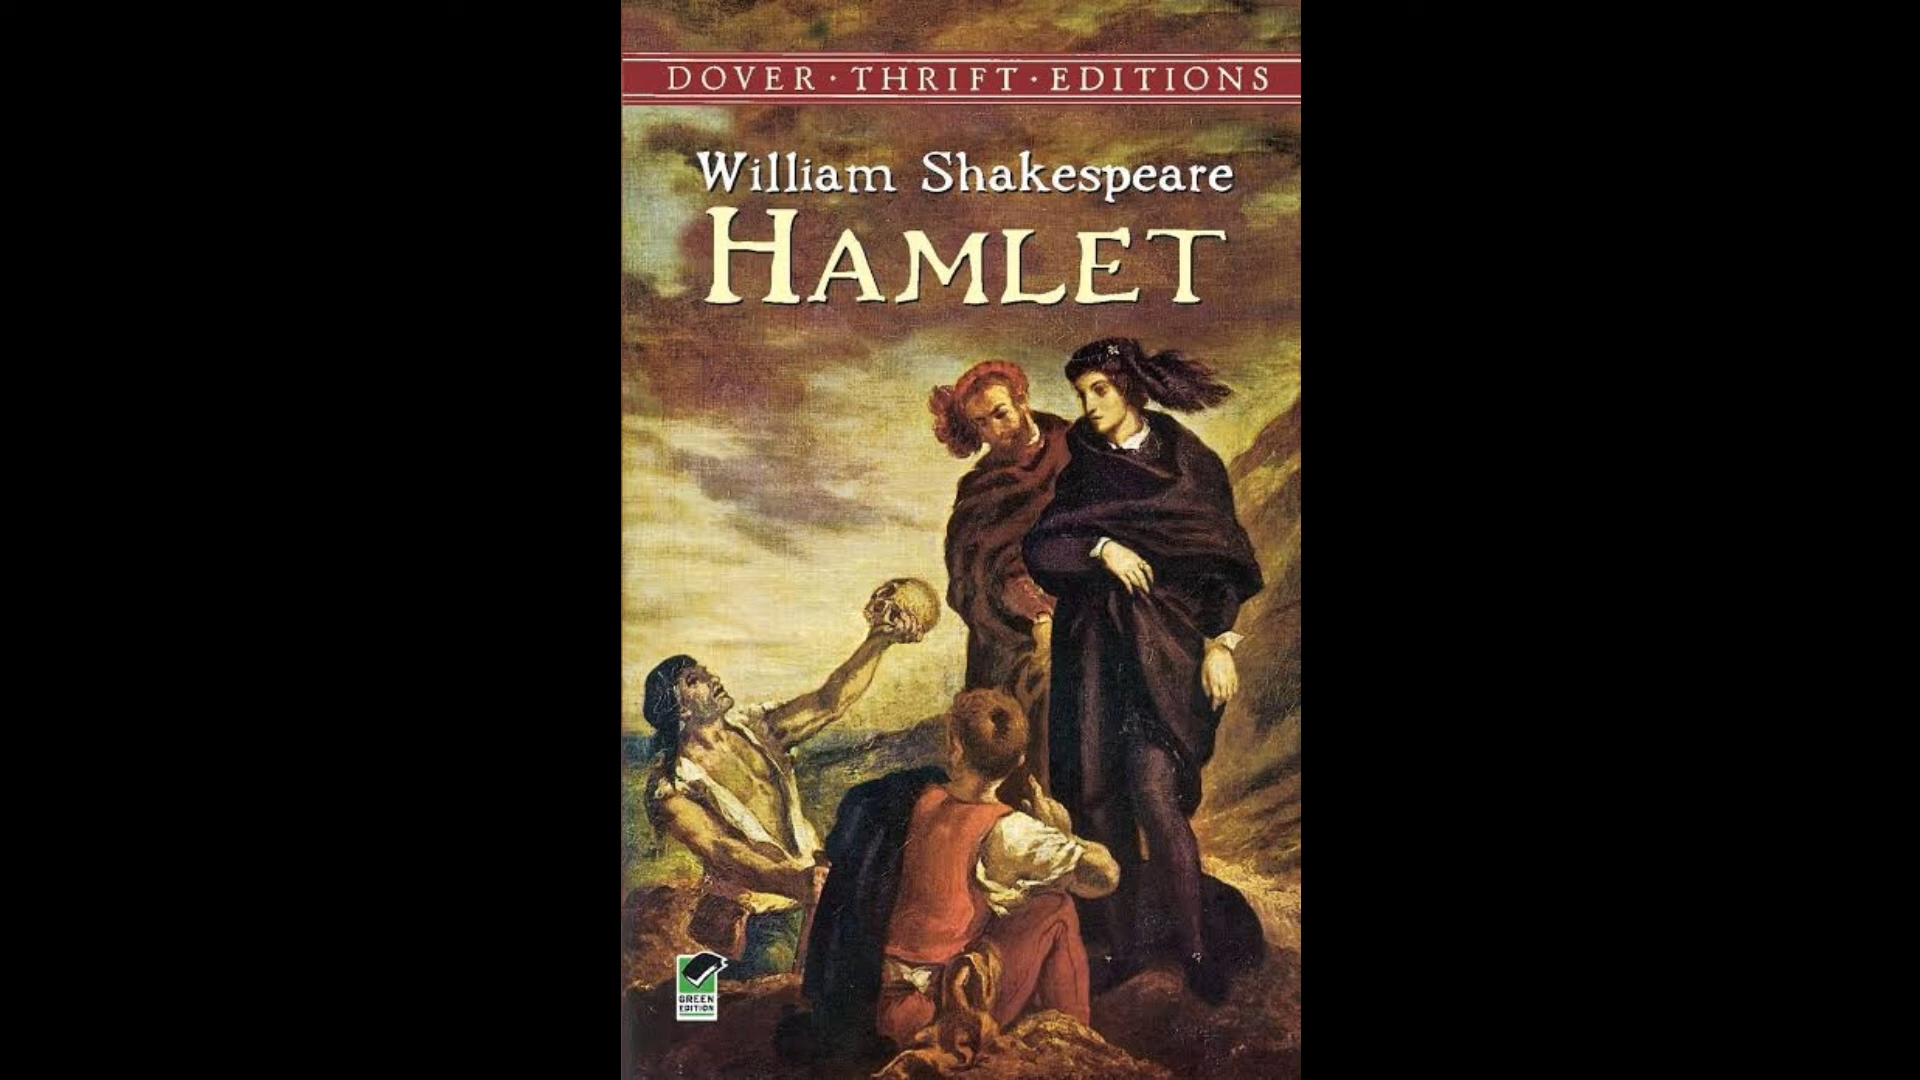 DOVER · THRIFT · EDITIONS
William Shakespeare
HAMLET
GREEN
EDITION